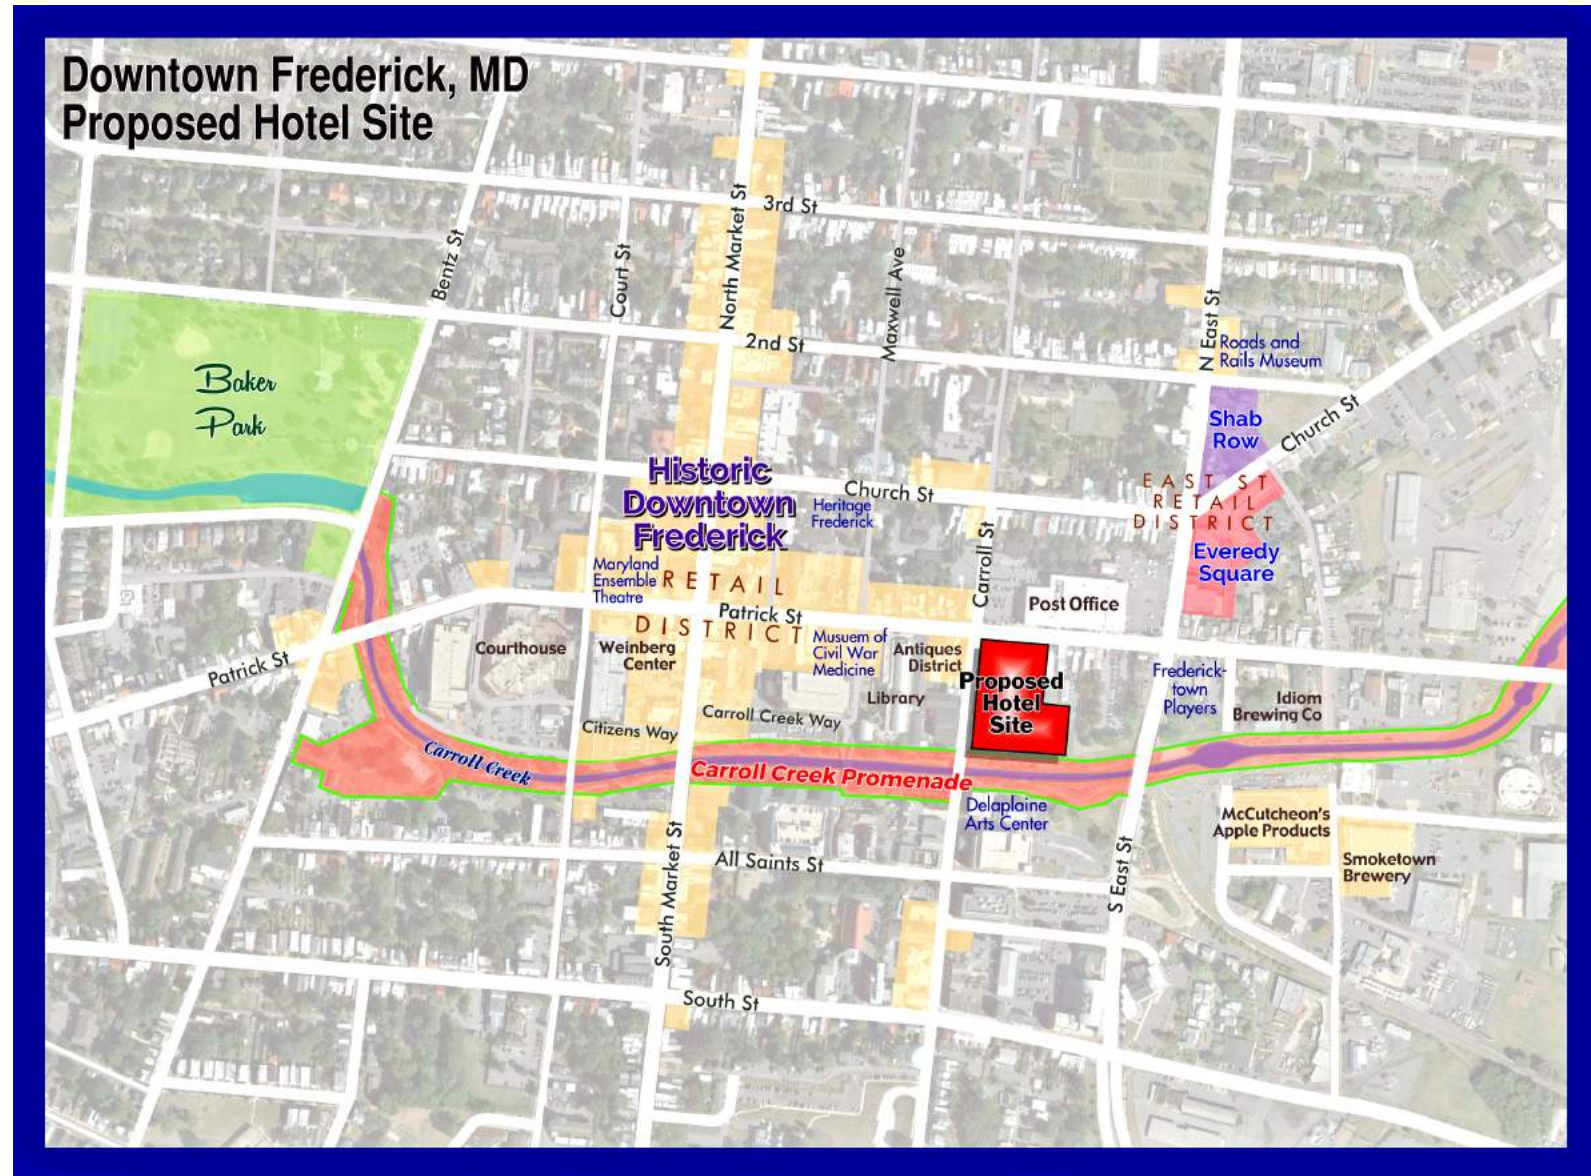 Downtown Frederick, MD
Proposed Hotel Site
3rd St
North Market St
Bentz St
Court St
Maxwell Ave
N East St
2nd St
Roads and
Rails Museum
Baker
Park
Shab
Row
Church St
Historic
Downtown
Frederick
Church St
Heritage
Frederick
EAST ST
RETAIL
DISTRICT
Everedy
Square
Carroll St
Maryland
Ensemble
Theatre
RETAIL
DISTRICT
Patrick St
Post Office
Courthouse
Weinberg
Center
Musuem of
Civil War
Medicine
Antiques
District
Patrick St
Proposed
Hotel
Site
Library
Frederick-
town
Players
Idiom
Brewing Co
Citizens Way
Carroll Creek Way
Carroll Creek
Carroll Creek Promenade
Delaplaine
Arts Center
McCutcheon's
Apple Products
South Market St
All Saints St
S East St
Smoketown
Brewery
South St